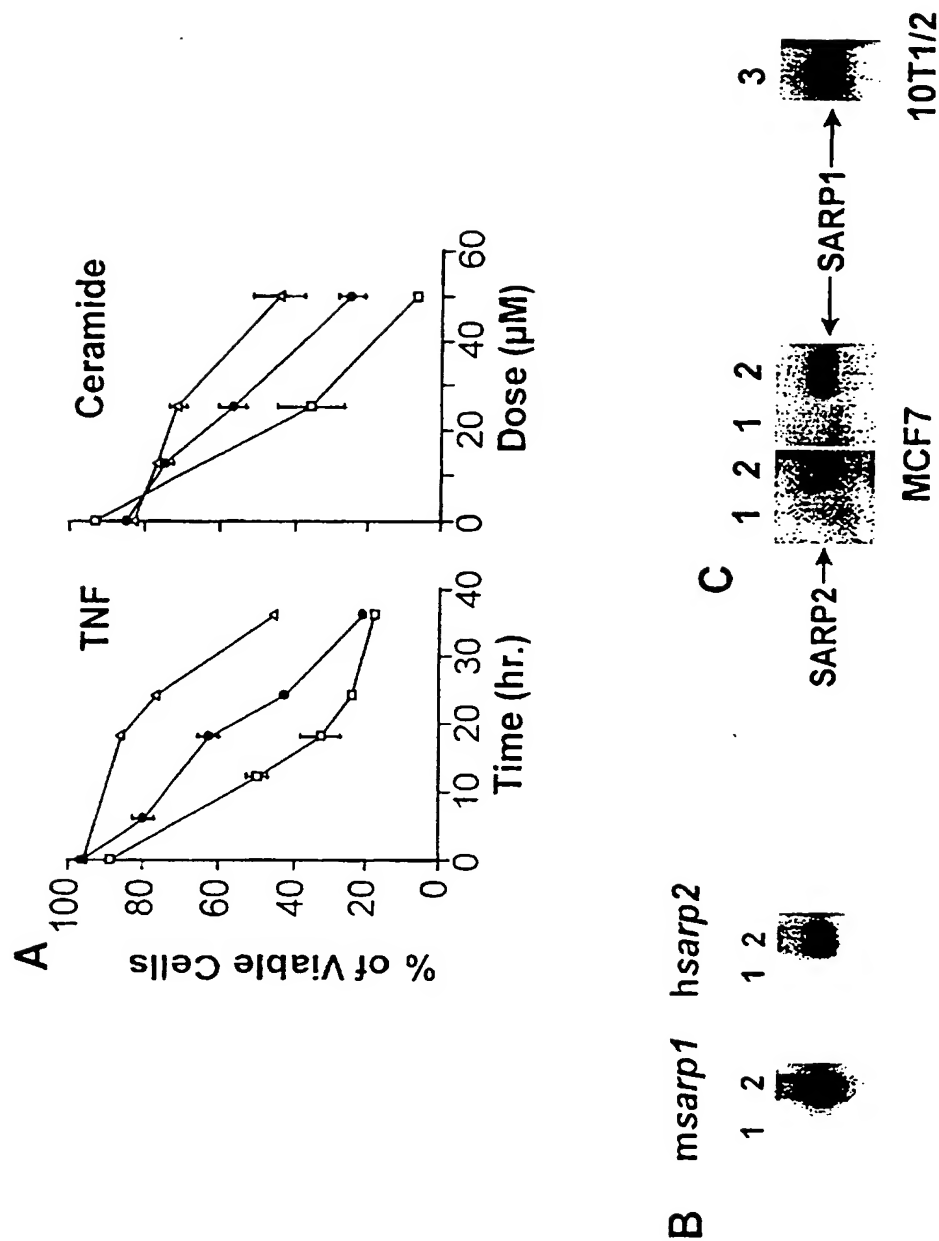 A
TNF
Ceramide
% of Viable Cells
100
80
60
40
20
0
0 10 20 30 40
0 20 40 60
Time (hr.)
Dose (µM)
B
msarp1 hsarp2
1 2 1 2
C
1 2 1 2 3
SARP2 SARP1
MCF7 10T1/2